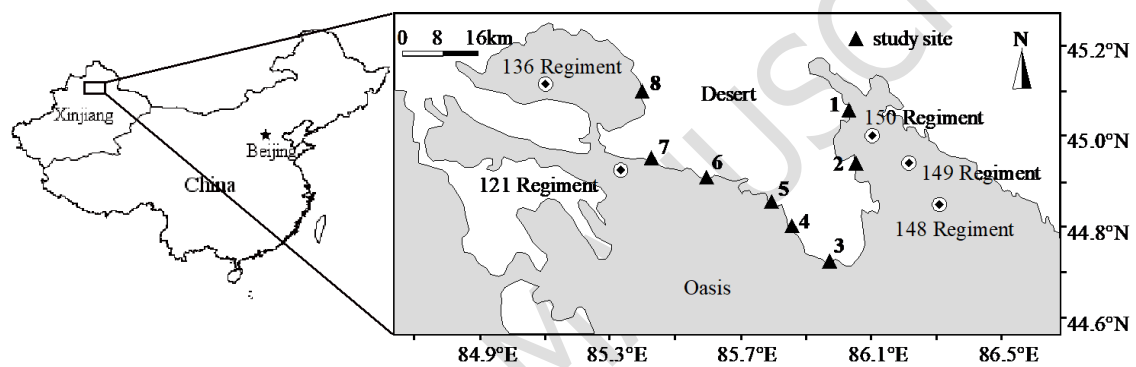 Xinjiang
Beijing
China
0 8 16km
study site
N
136 Regiment
8
Desert
1
150 Regiment
7
6
2
149 Regiment
121 Regiment
5
4
148 Regiment
3
Oasis
45.2°N
45.0°N
44.8°N
44.6°N
84.9°E
85.3°E
85.7°E
86.1°E
86.5°E